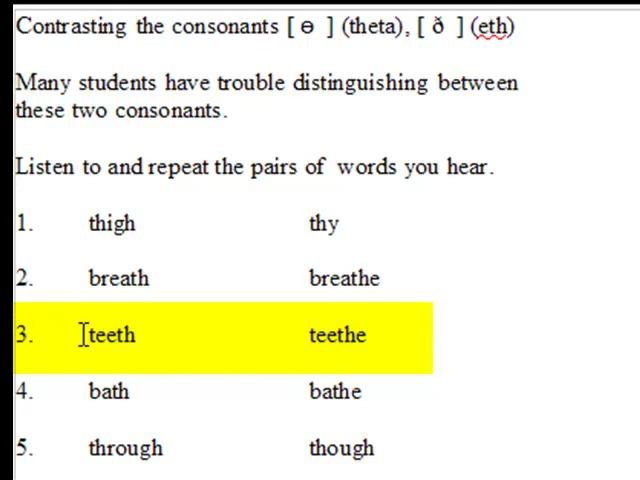 Contrasting the consonants [ ɵ ] (theta), [ ð ] (eth)
Many students have trouble distinguishing between
these two consonants.
Listen to and repeat the pairs of words you hear.
1. thigh thy
2. breath breathe
3. teeth teethe
4. bath bathe
5. through though